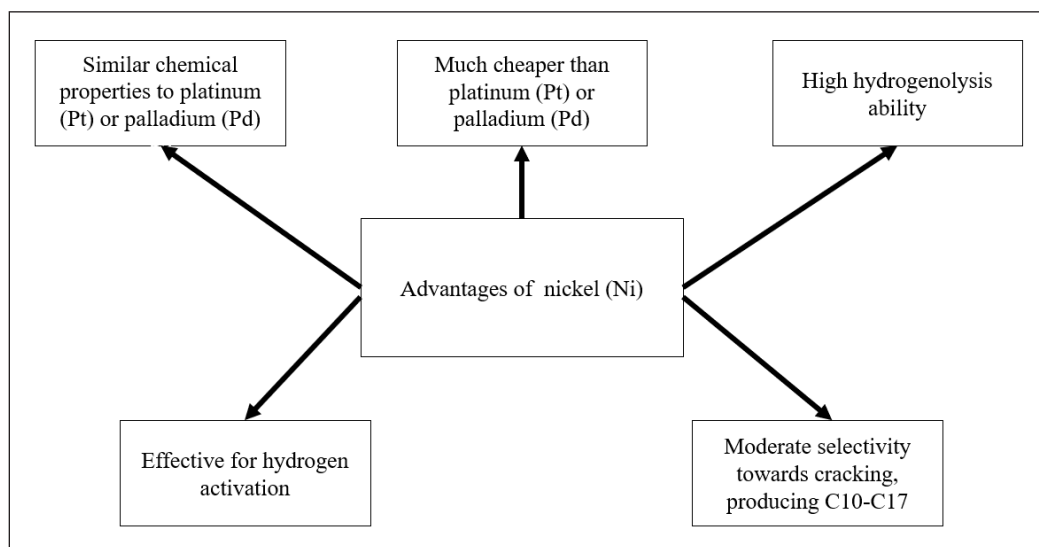 Similar chemical
properties to platinum
(Pt) or palladium (Pd)
Much cheaper than
platinum (Pt) or
palladium (Pd)
High hydrogenolysis
ability
Advantages of nickel (Ni)
Effective for hydrogen
activation
Moderate selectivity
towards cracking,
producing C10-C17